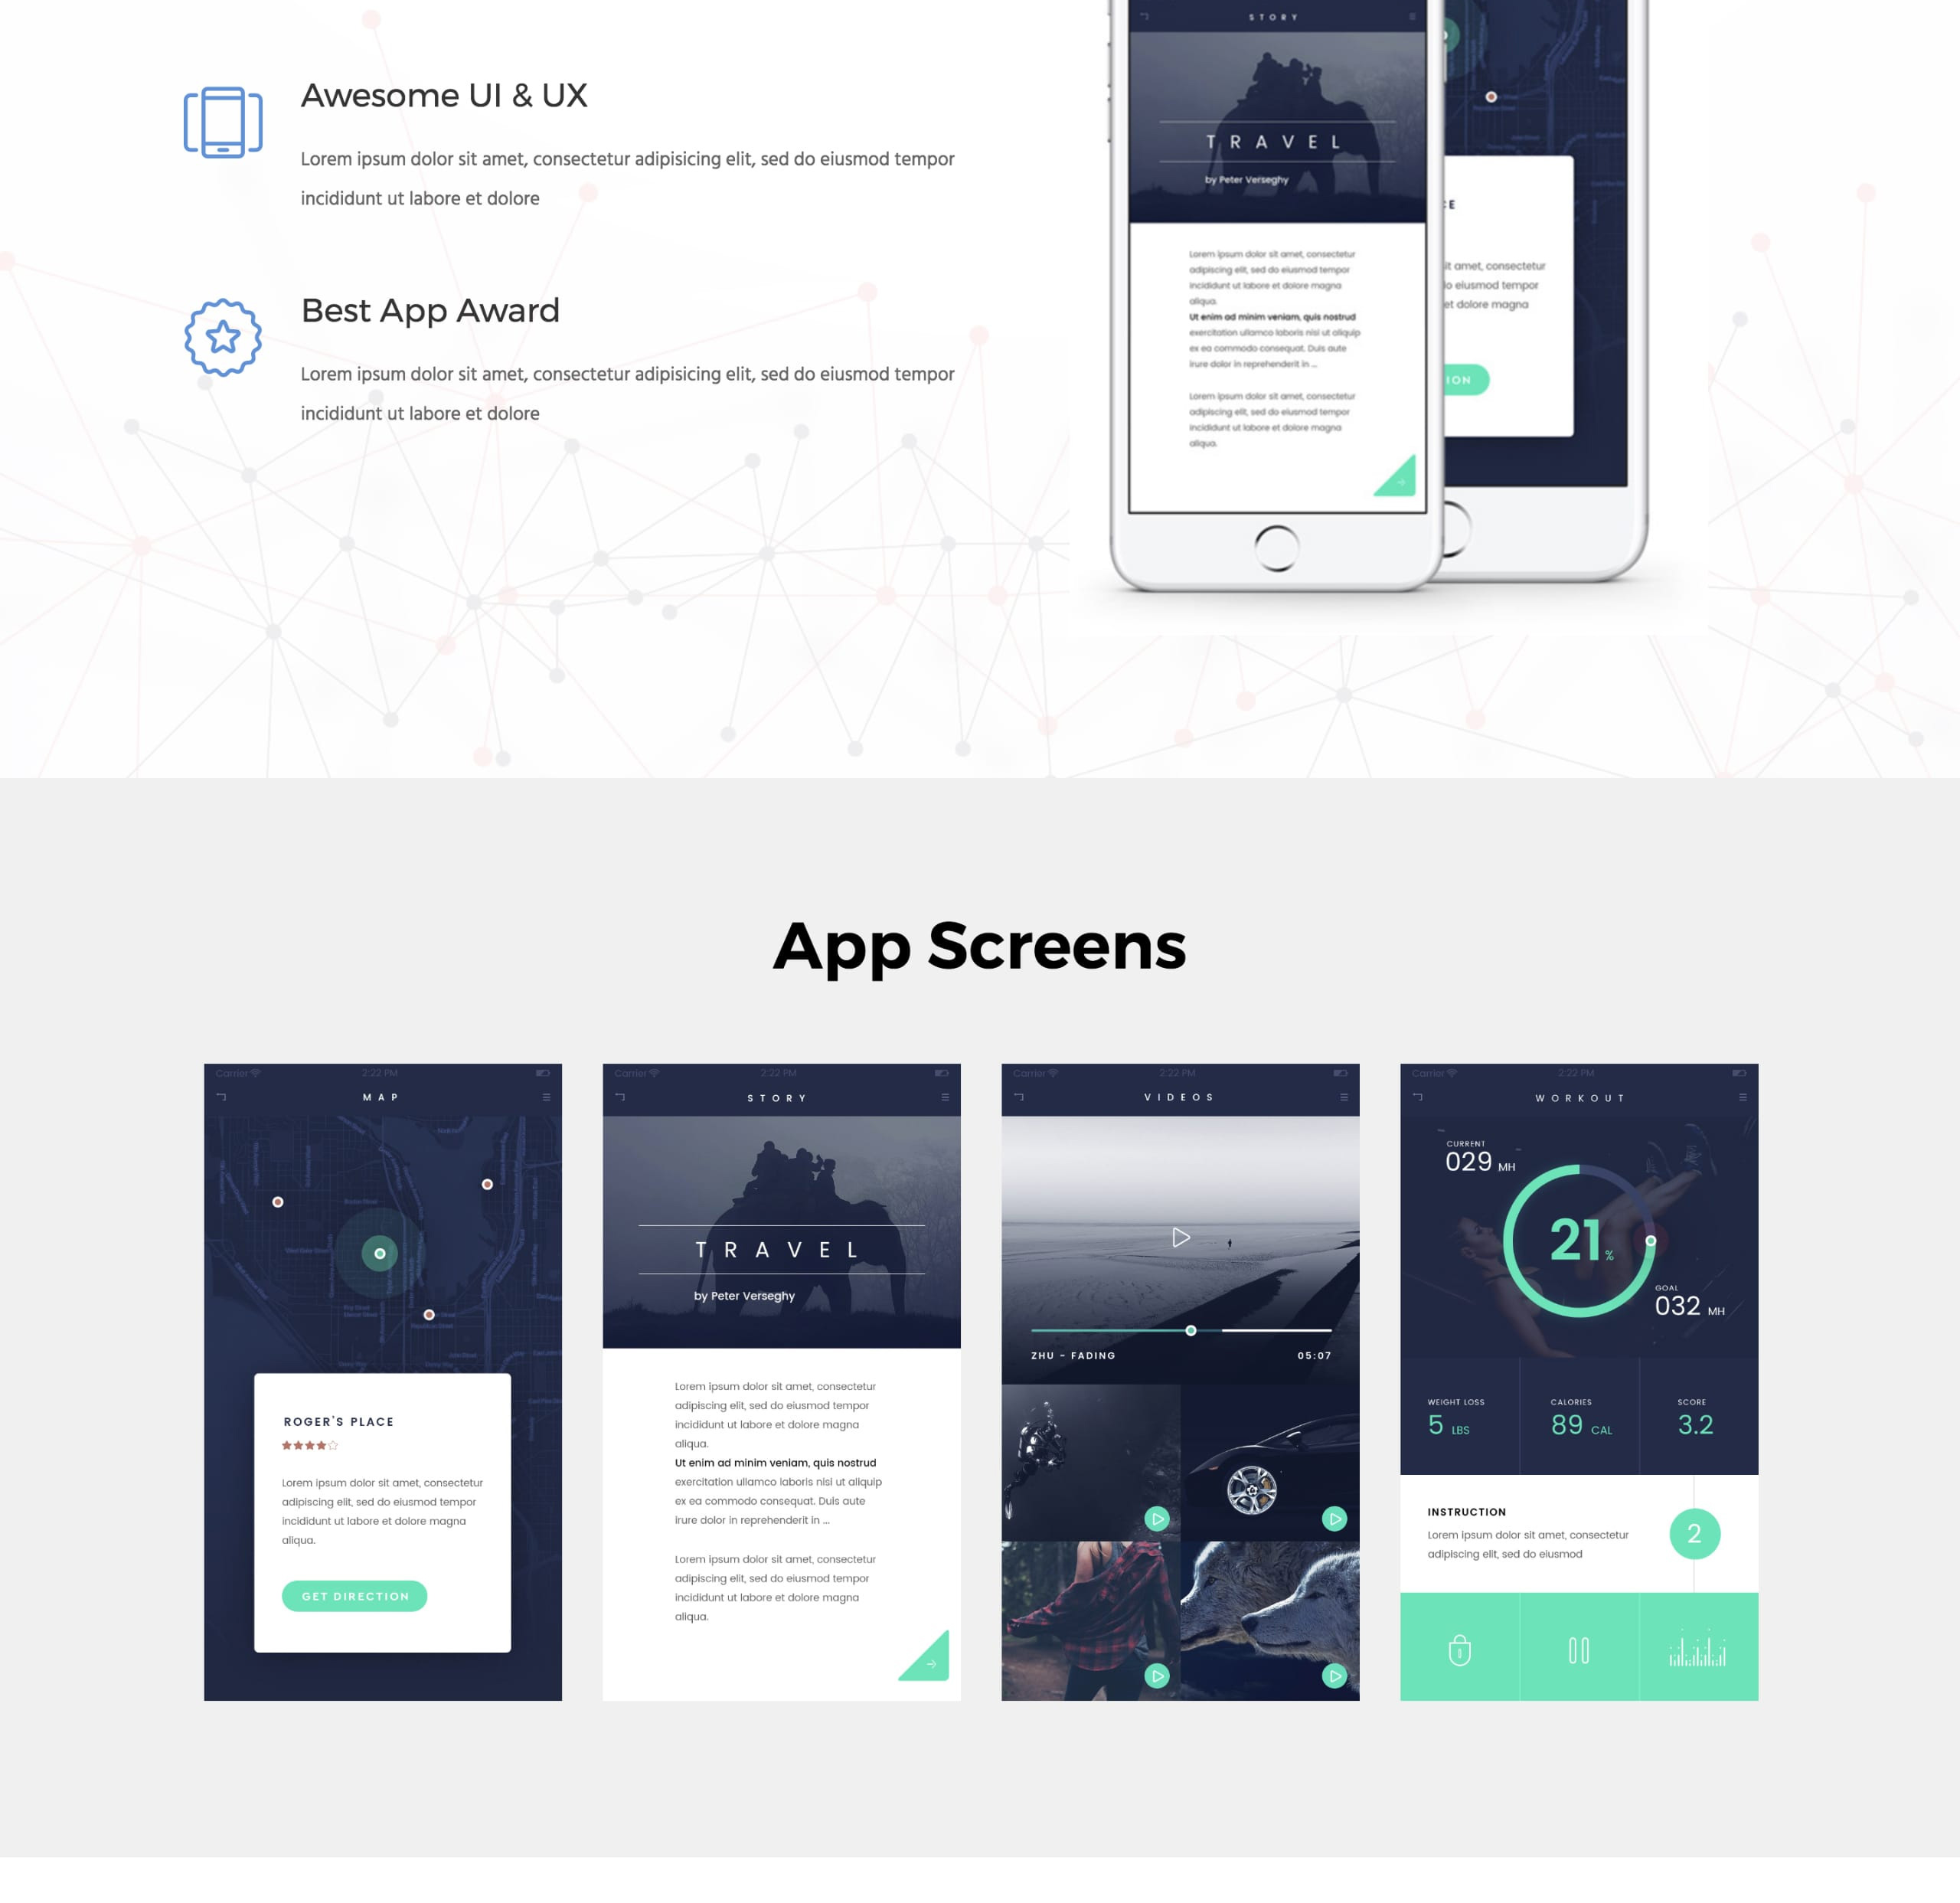 Awesome UI & UX
Lorem ipsum dolor sit amet, consectetur adipisicing elit, sed do eiusmod tempor
incididunt ut labore et dolore
Best App Award
Lorem ipsum dolor sit amet, consectetur adipisicing elit, sed do eiusmod tempor
incididunt ut labore et dolore
STORY
TRAVEL
by Peter Verseghy
Lorem ipsum dolor sit amet, consectetur
adipiscing elit, sed do eiusmod tempor
incididunt ut labore et dolore magna
aliqua.
Ut enim ad minim veniam, quis nostrud
exercitation ullamco laboris nisi ut aliquip
ex ea commodo consequat. Duis aute
irure dolor in reprehenderit in ...
Lorem ipsum dolor sit amet, consectetur
adipiscing elit, sed do eiusmod tempor
incididunt ut labore et dolore magna
aliqua.
CE
it amet, consectetur
do eiusmod tempor
et dolore magna
ION
App Screens
Carrier 2:22 PM
MAP
ROGER'S PLACE
Lorem ipsum dolor sit amet, consectetur
adipiscing elit, sed do eiusmod tempor
incididunt ut labore et dolore magna
aliqua.
GET DIRECTION
Carrier 2:22 PM
STORY
TRAVEL
by Peter Verseghy
Lorem ipsum dolor sit amet, consectetur
adipiscing elit, sed do eiusmod tempor
incididunt ut labore et dolore magna
aliqua.
Ut enim ad minim veniam, quis nostrud
exercitation ullamco laboris nisi ut aliquip
ex ea commodo consequat. Duis aute
irure dolor in reprehenderit in ...
Lorem ipsum dolor sit amet, consectetur
adipiscing elit, sed do eiusmod tempor
incididunt ut labore et dolore magna
aliqua.
Carrier 2:22 PM
VIDEOS
ZHU - FADING 05:07
Carrier 2:22 PM
WORKOUT
CURRENT
029 MH
21%
GOAL
032 MH
WEIGHT LOSS
5 LBS
CALORIES
89 CAL
SCORE
3.2
INSTRUCTION
Lorem ipsum dolor sit amet, consectetur
adipiscing elit, sed do eiusmod
2